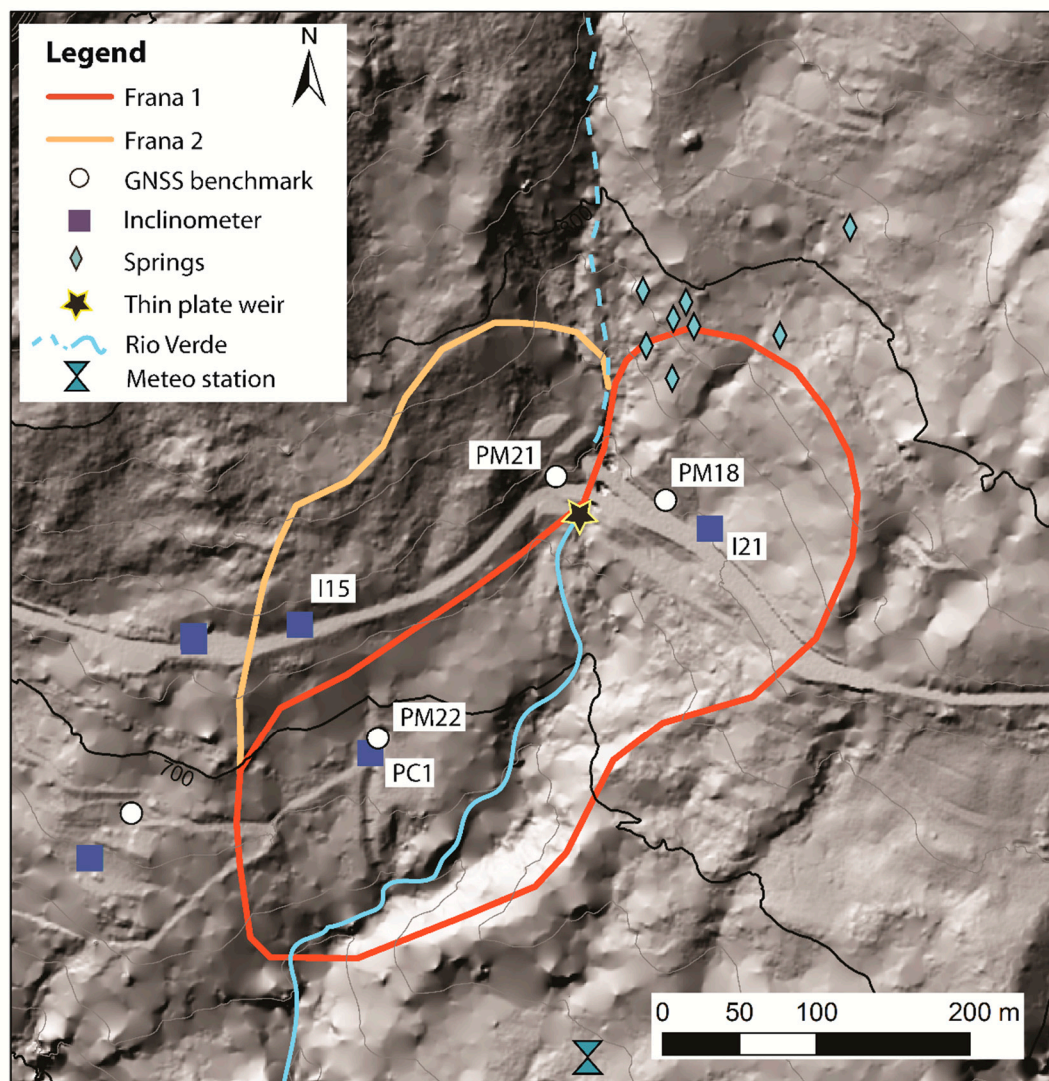 Legend
N
Frana 1
Frana 2
GNSS benchmark
Inclinometer
Springs
Thin plate weir
Rio Verde
Meteo station
PM21
PM18
I21
I15
PM22
PC1
700
0 50 100 200 m